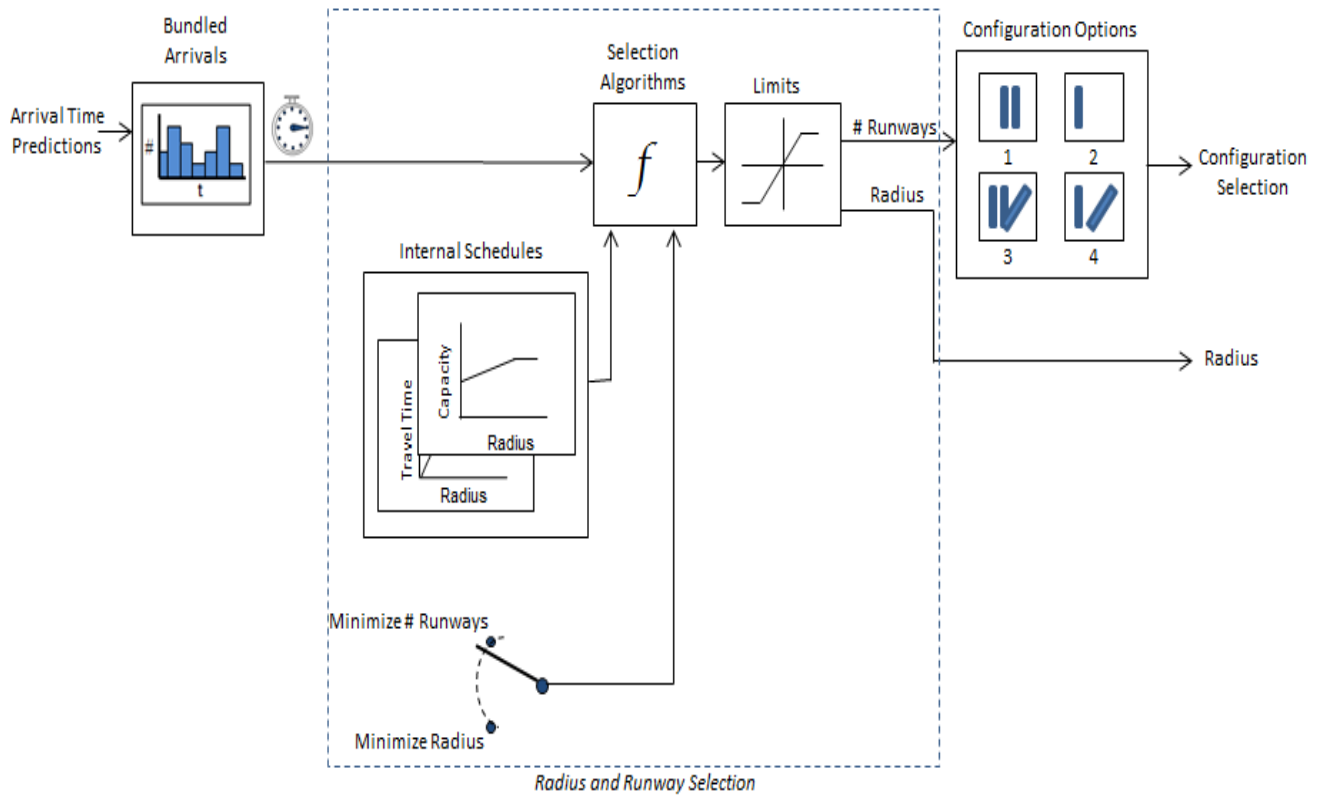 Bundled
Arrivals
Arrival Time
Predictions
#
t
Selection
Algorithms
f
Limits
# Runways
Radius
Configuration Options
1
2
3
4
Configuration
Selection
Radius
Internal Schedules
Capacity
Radius
Travel Time
Radius
Minimize # Runways
Minimize Radius
Radius and Runway Selection